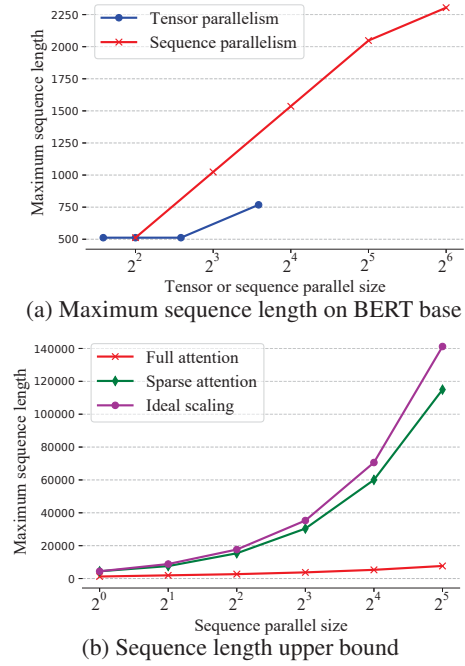 Tensor parallelism
Sequence parallelism
Maximum sequence length
2250
2000
1750
1500
1250
1000
750
500
2^2 2^3 2^4 2^5 2^6
Tensor or sequence parallel size
(a) Maximum sequence length on BERT base
Full attention
Sparse attention
Ideal scaling
Maximum sequence length
140000
120000
100000
80000
60000
40000
20000
0
2^0 2^1 2^2 2^3 2^4 2^5
Sequence parallel size
(b) Sequence length upper bound